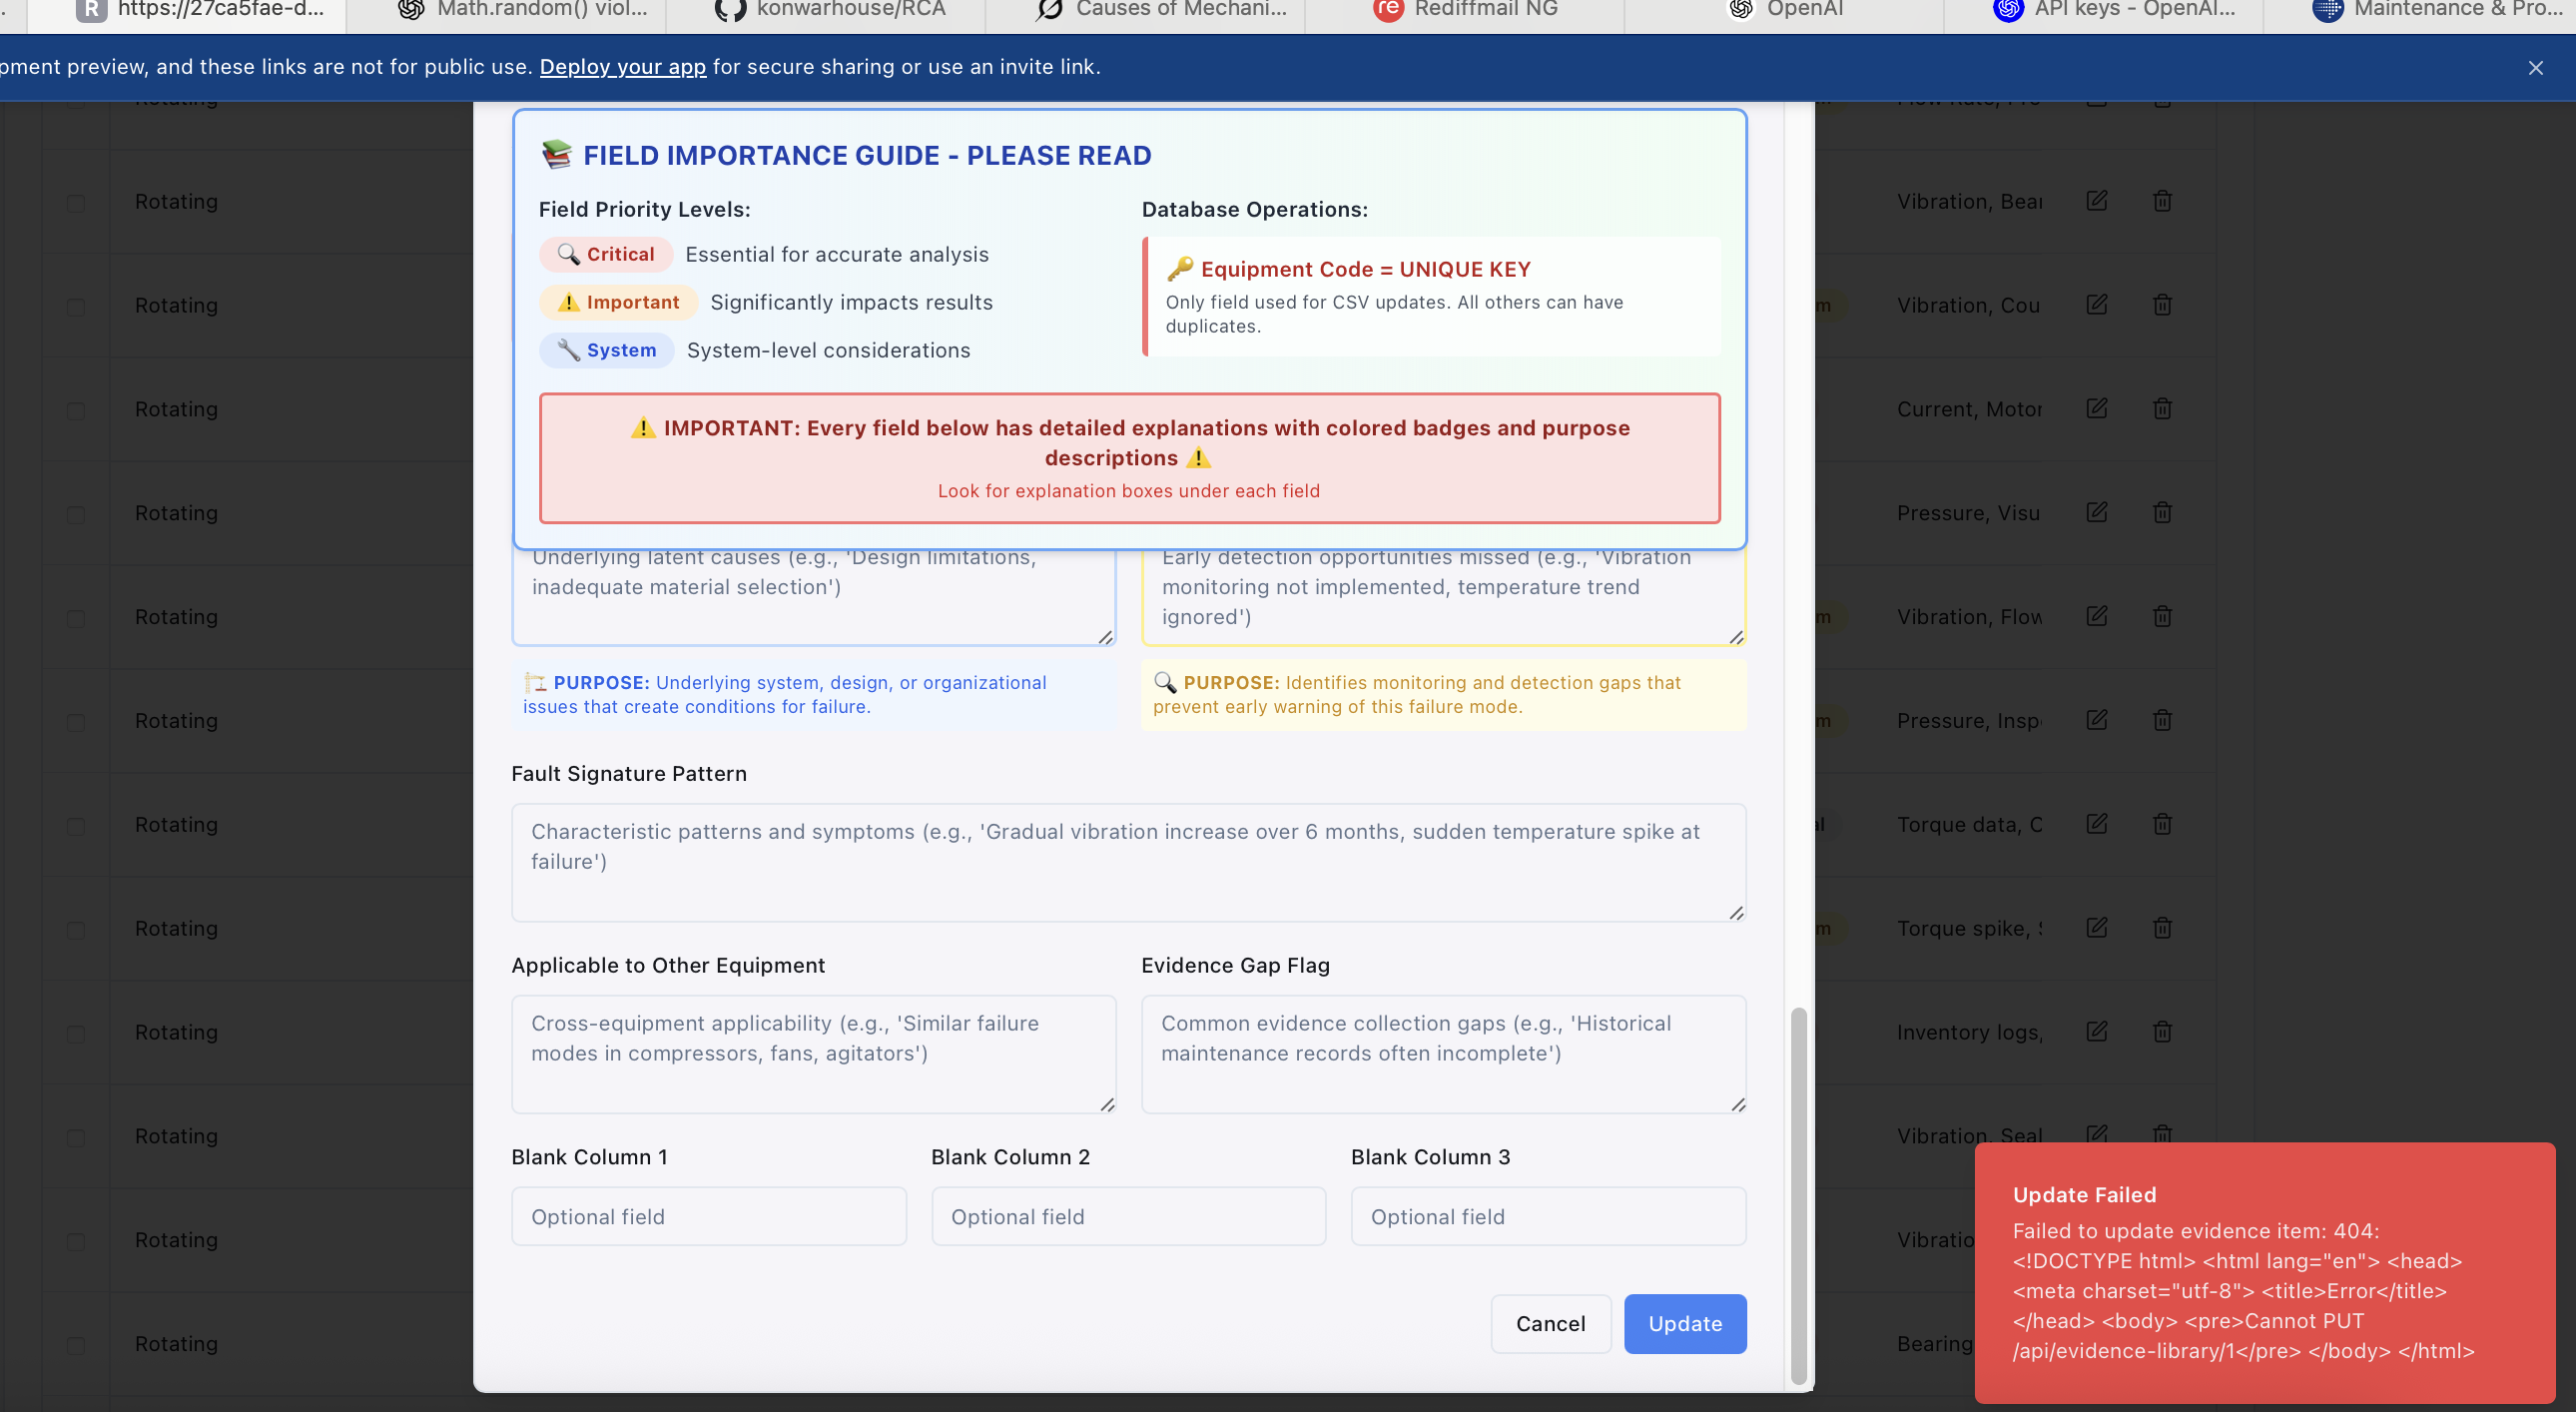 R https://27ca5fae-d...
Math.random() viol...
konwarhouse/RCA
Causes of Mechani...
re Rediffmail NG
OpenAI
API keys - OpenAI...
Maintenance & Pro...
pment preview, and these links are not for public use. Deploy your app for secure sharing or use an invite link.
📚 FIELD IMPORTANCE GUIDE - PLEASE READ
Field Priority Levels:
🔍 Critical Essential for accurate analysis
⚠️ Important Significantly impacts results
🔧 System System-level considerations
Database Operations:
🔑 Equipment Code = UNIQUE KEY
Only field used for CSV updates. All others can have
duplicates.
⚠️ IMPORTANT: Every field below has detailed explanations with colored badges and purpose
descriptions ⚠️
Look for explanation boxes under each field
Underlying latent causes (e.g., 'Design limitations,
inadequate material selection')
Early detection opportunities missed (e.g., 'Vibration
monitoring not implemented, temperature trend
ignored')
🏗️ PURPOSE: Underlying system, design, or organizational
issues that create conditions for failure.
🔍 PURPOSE: Identifies monitoring and detection gaps that
prevent early warning of this failure mode.
Fault Signature Pattern
Characteristic patterns and symptoms (e.g., 'Gradual vibration increase over 6 months, sudden temperature spike at
failure')
Applicable to Other Equipment
Cross-equipment applicability (e.g., 'Similar failure
modes in compressors, fans, agitators')
Evidence Gap Flag
Common evidence collection gaps (e.g., 'Historical
maintenance records often incomplete')
Blank Column 1
Optional field
Blank Column 2
Optional field
Blank Column 3
Optional field
Cancel
Update
Rotating
Rotating
Rotating
Rotating
Rotating
Rotating
Rotating
Rotating
Rotating
Rotating
Rotating
Rotating
Vibration, Bear
m Vibration, Cou
Current, Motor
Pressure, Visu
m Vibration, Flow
m Pressure, Insp
al Torque data, C
m Torque spike,
Inventory logs,
Vibration, Seal
Vibratio
Bearing
Update Failed
Failed to update evidence item: 404:
<!DOCTYPE html> <html lang="en"> <head>
<meta charset="utf-8"> <title>Error</title>
</head> <body> <pre>Cannot PUT
/api/evidence-library/1</pre> </body> </html>